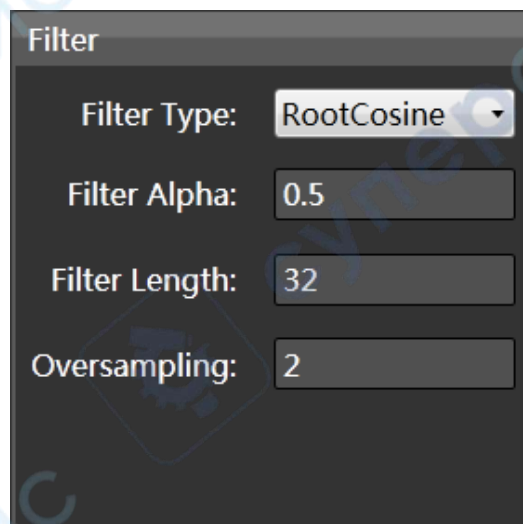 Filter
Filter Type: RootCosine
Filter Alpha: 0.5
Filter Length: 32
Oversampling: 2